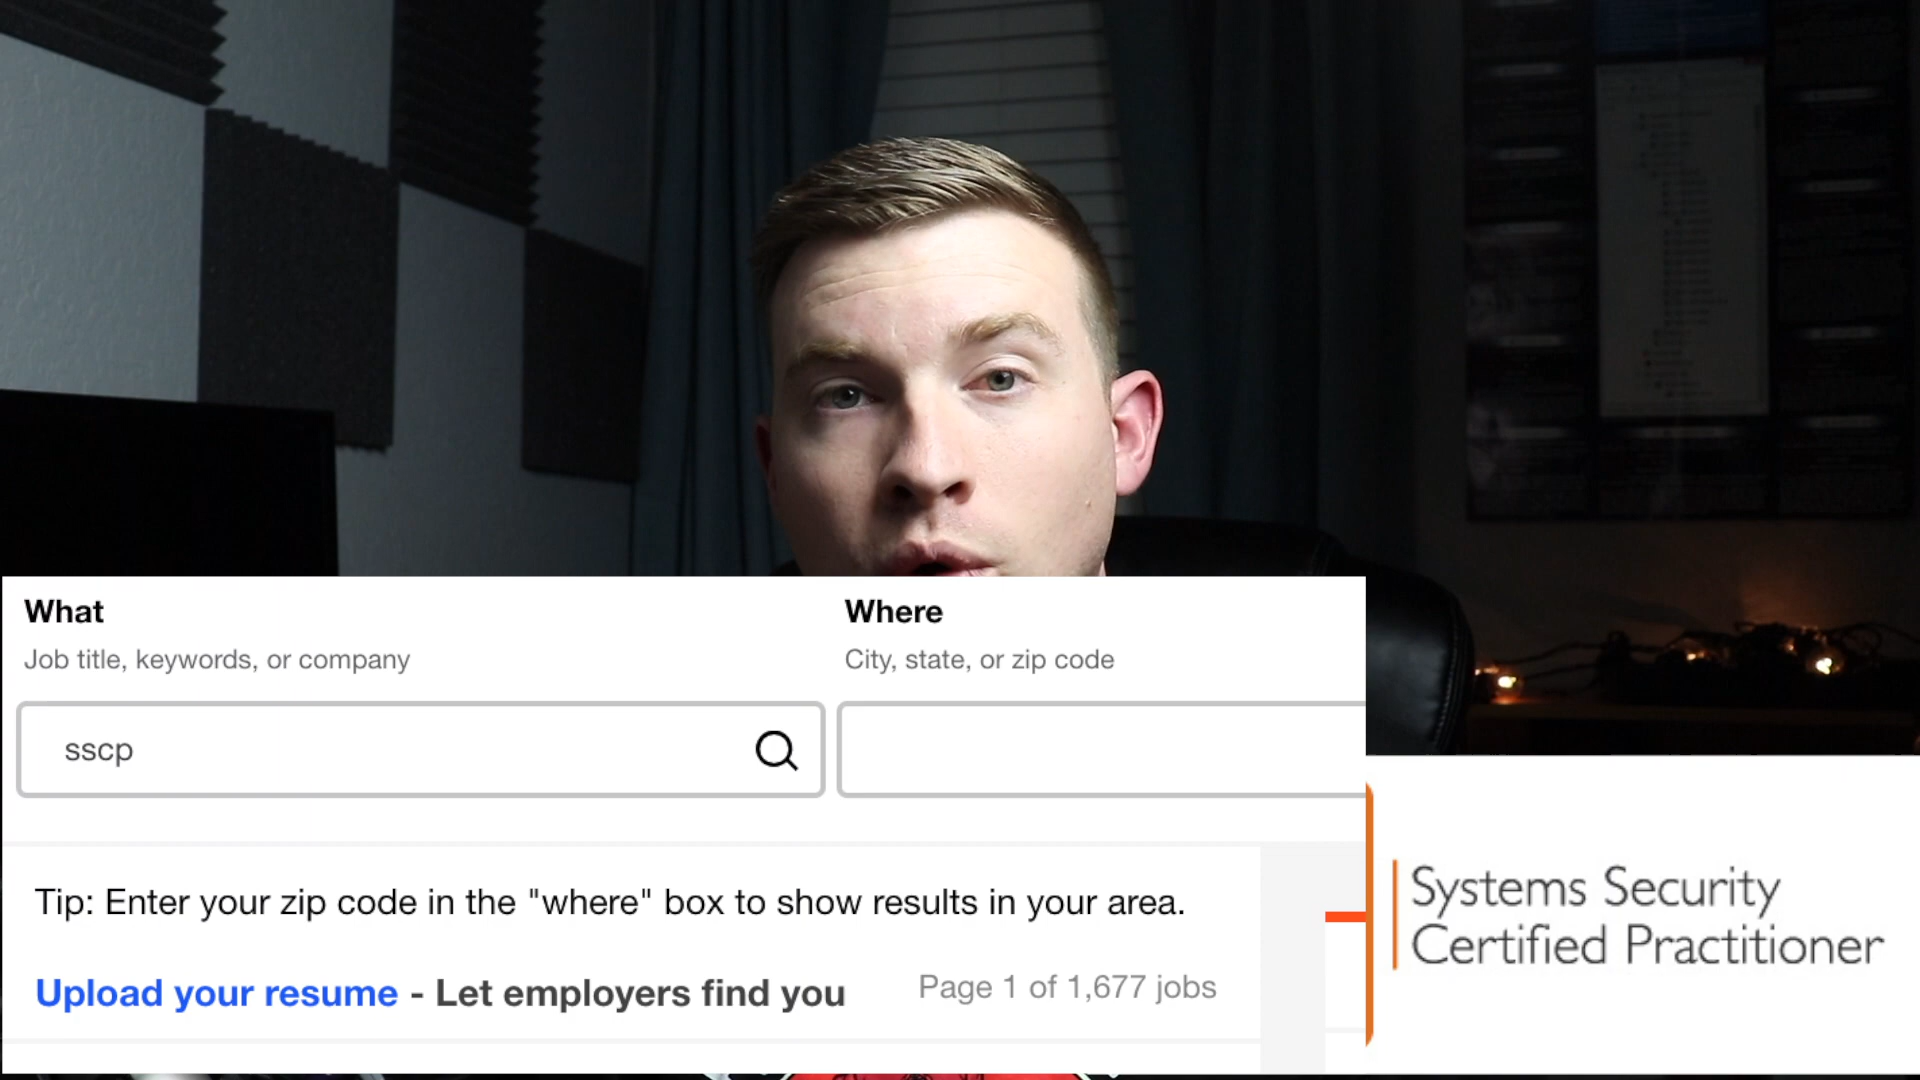 What
Where
Job title, keywords, or company
City, state, or zip code
sscp
Tip: Enter your zip code in the "where" box to show results in your area.
Upload your resume - Let employers find you
Page 1 of 1,677 jobs
Systems Security
Certified Practitioner